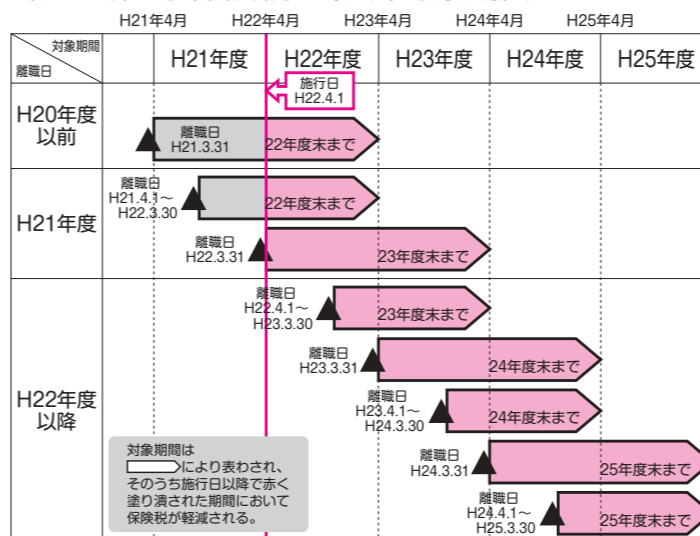 H21年4月 H22年4月 H23年4月 H24年4月 H25年4月
対象期間
離職日
H21年度 H22年度 H23年度 H24年度 H25年度
施行日
H22.4.1
H20年度
以前
離職日
H21.3.31
22年度末まで
H21年度
離職日
H21.4.1〜
H22.3.30
22年度末まで
離職日
H22.3.31
23年度末まで
H22年度
以降
離職日
H22.4.1〜
H23.3.30
23年度末まで
離職日
H23.3.31
24年度末まで
離職日
H23.4.1〜
H24.3.30
24年度末まで
離職日
H24.3.31
25年度末まで
離職日
H24.4.1〜
H25.3.30
25年度末まで
対象期間は
により表わされ、
そのうち施行日以降で赤く
塗り潰された期間において
保険税が軽減される。